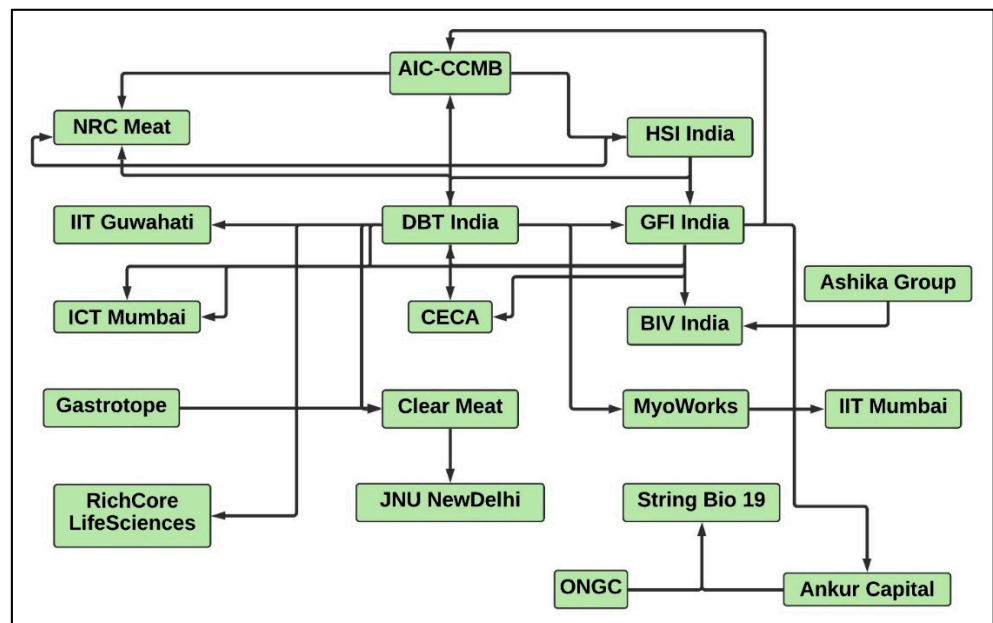 AIC-CCMB
NRC Meat
HSI India
IIT Guwahati
DBT India
GFI India
Ashika Group
ICT Mumbai
CECA
BIV India
Gastrotope
Clear Meat
MyoWorks
IIT Mumbai
RichCore
LifeSciences
JNU NewDelhi
String Bio 19
ONGC
Ankur Capital